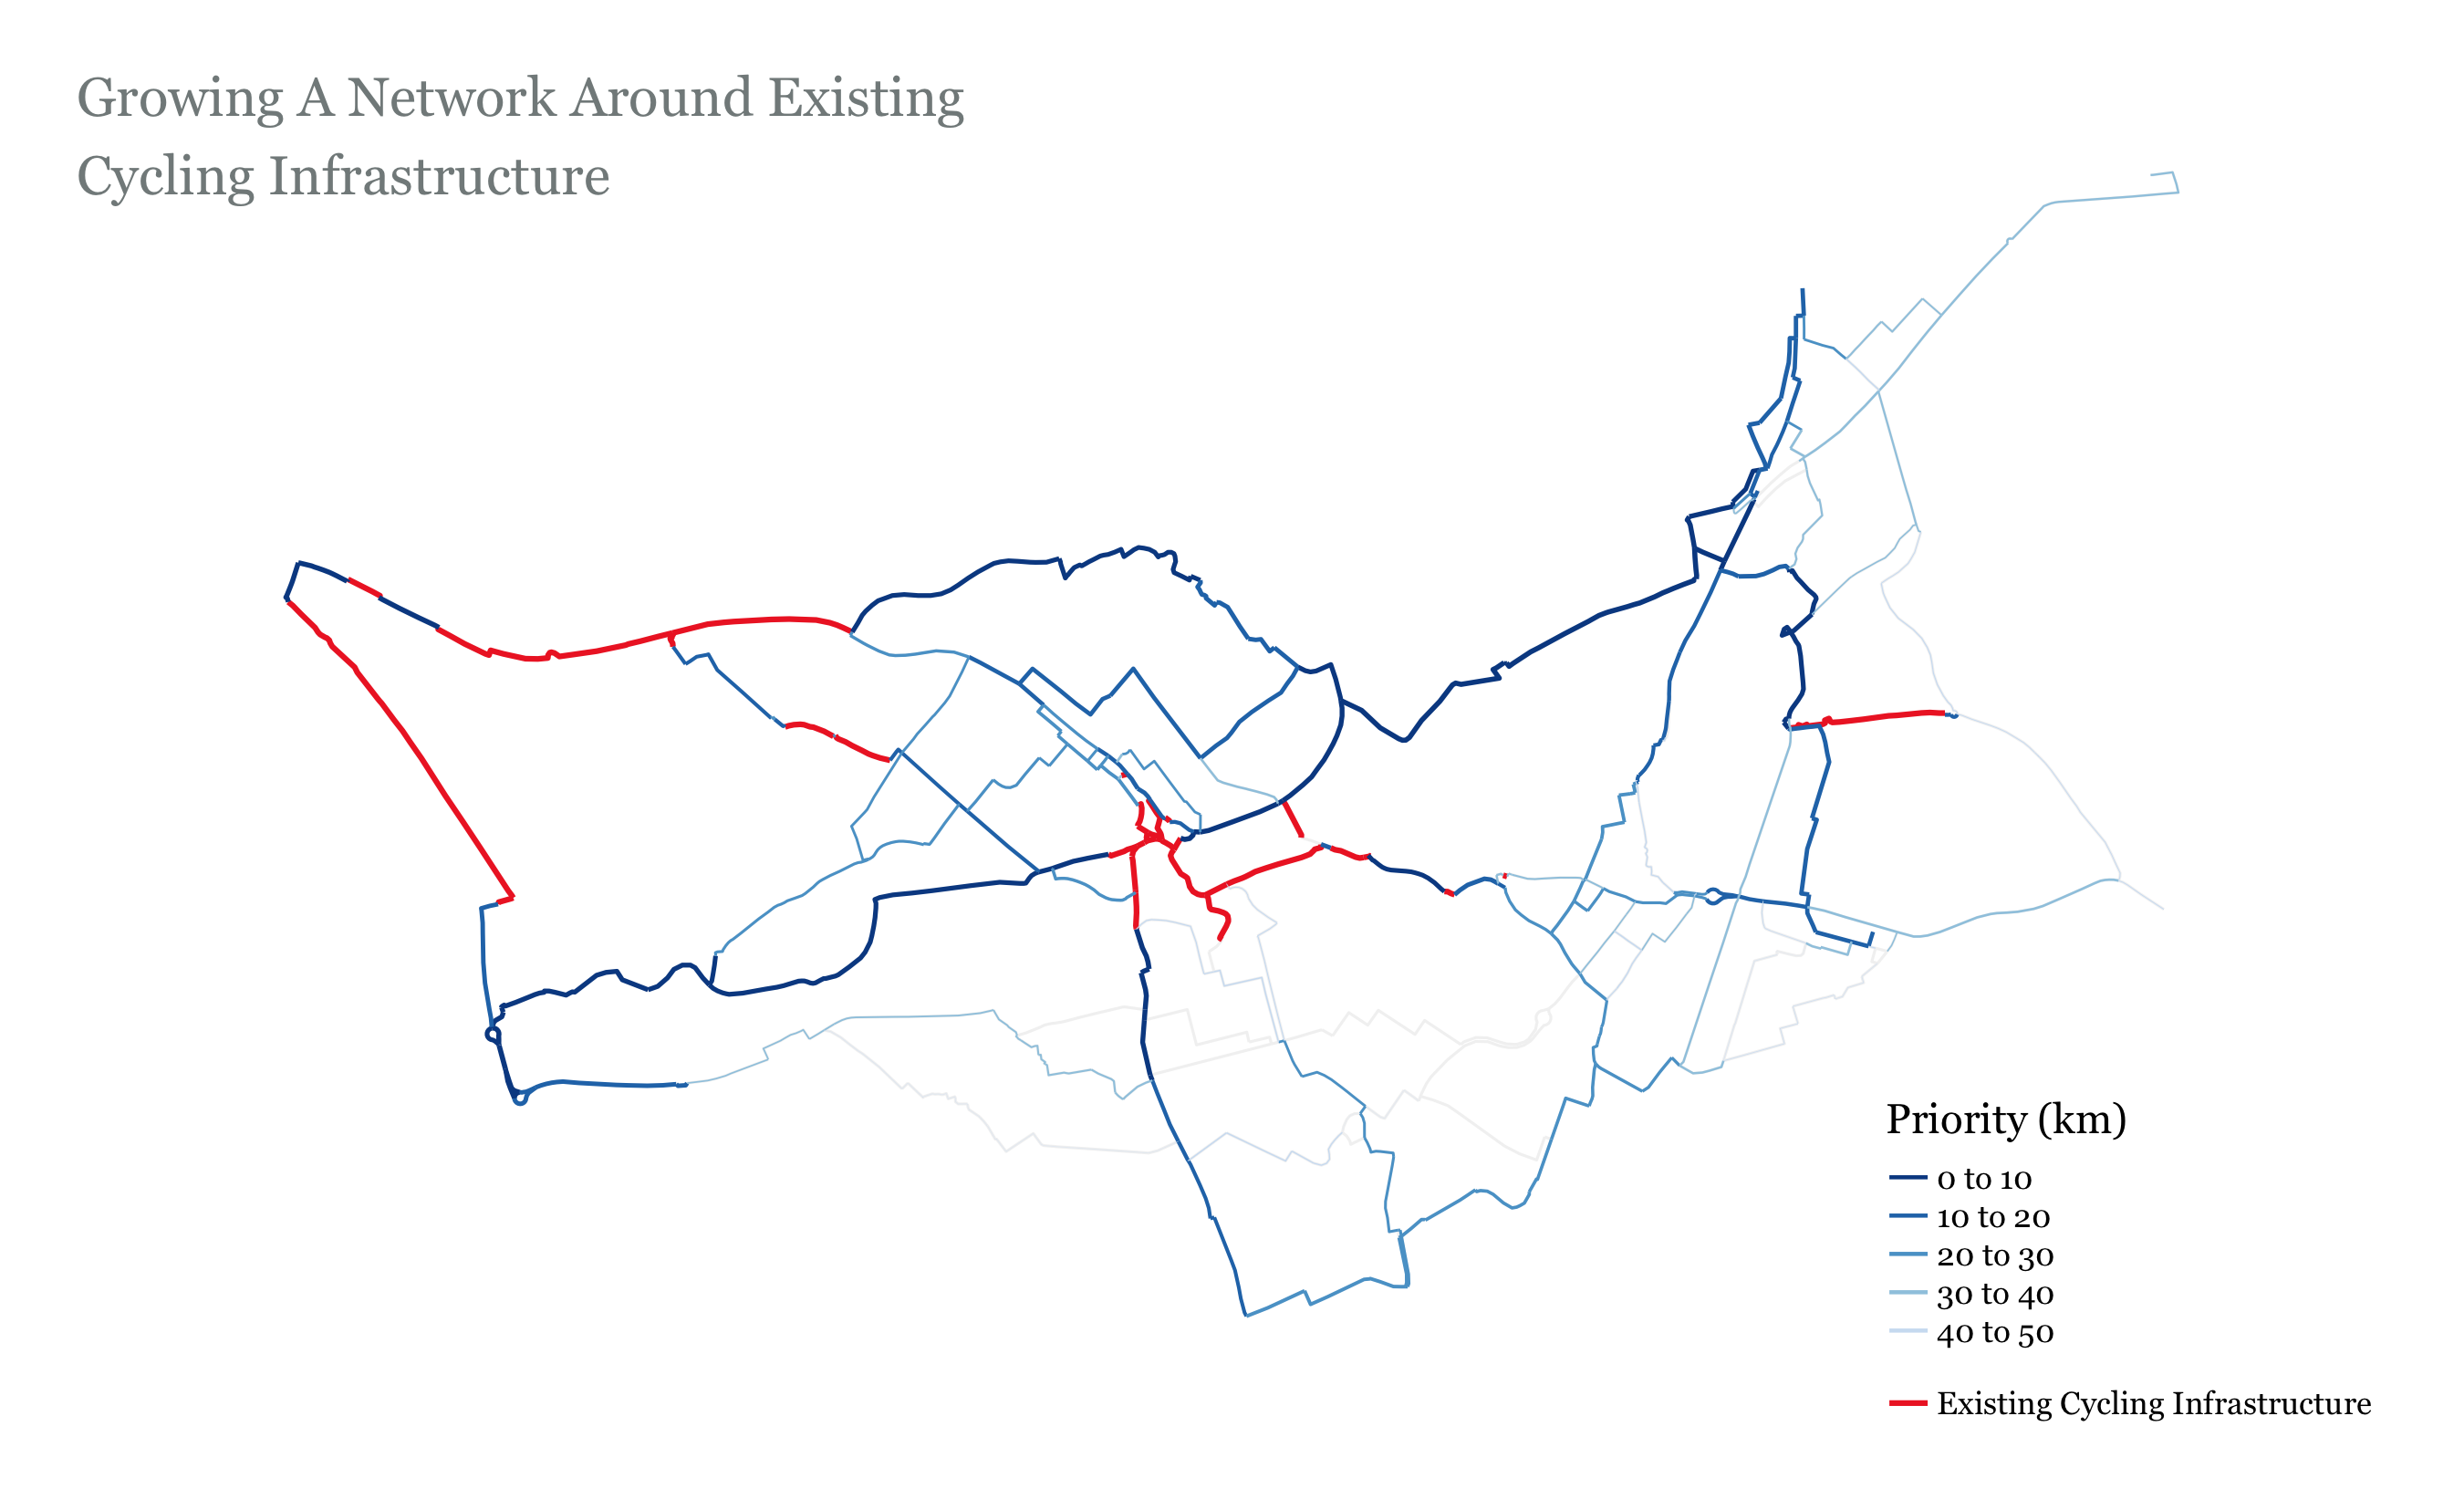 Growing A Network Around Existing
Cycling Infrastructure
Priority (km)
0 to 10
10 to 20
20 to 30
30 to 40
40 to 50
Existing Cycling Infrastructure